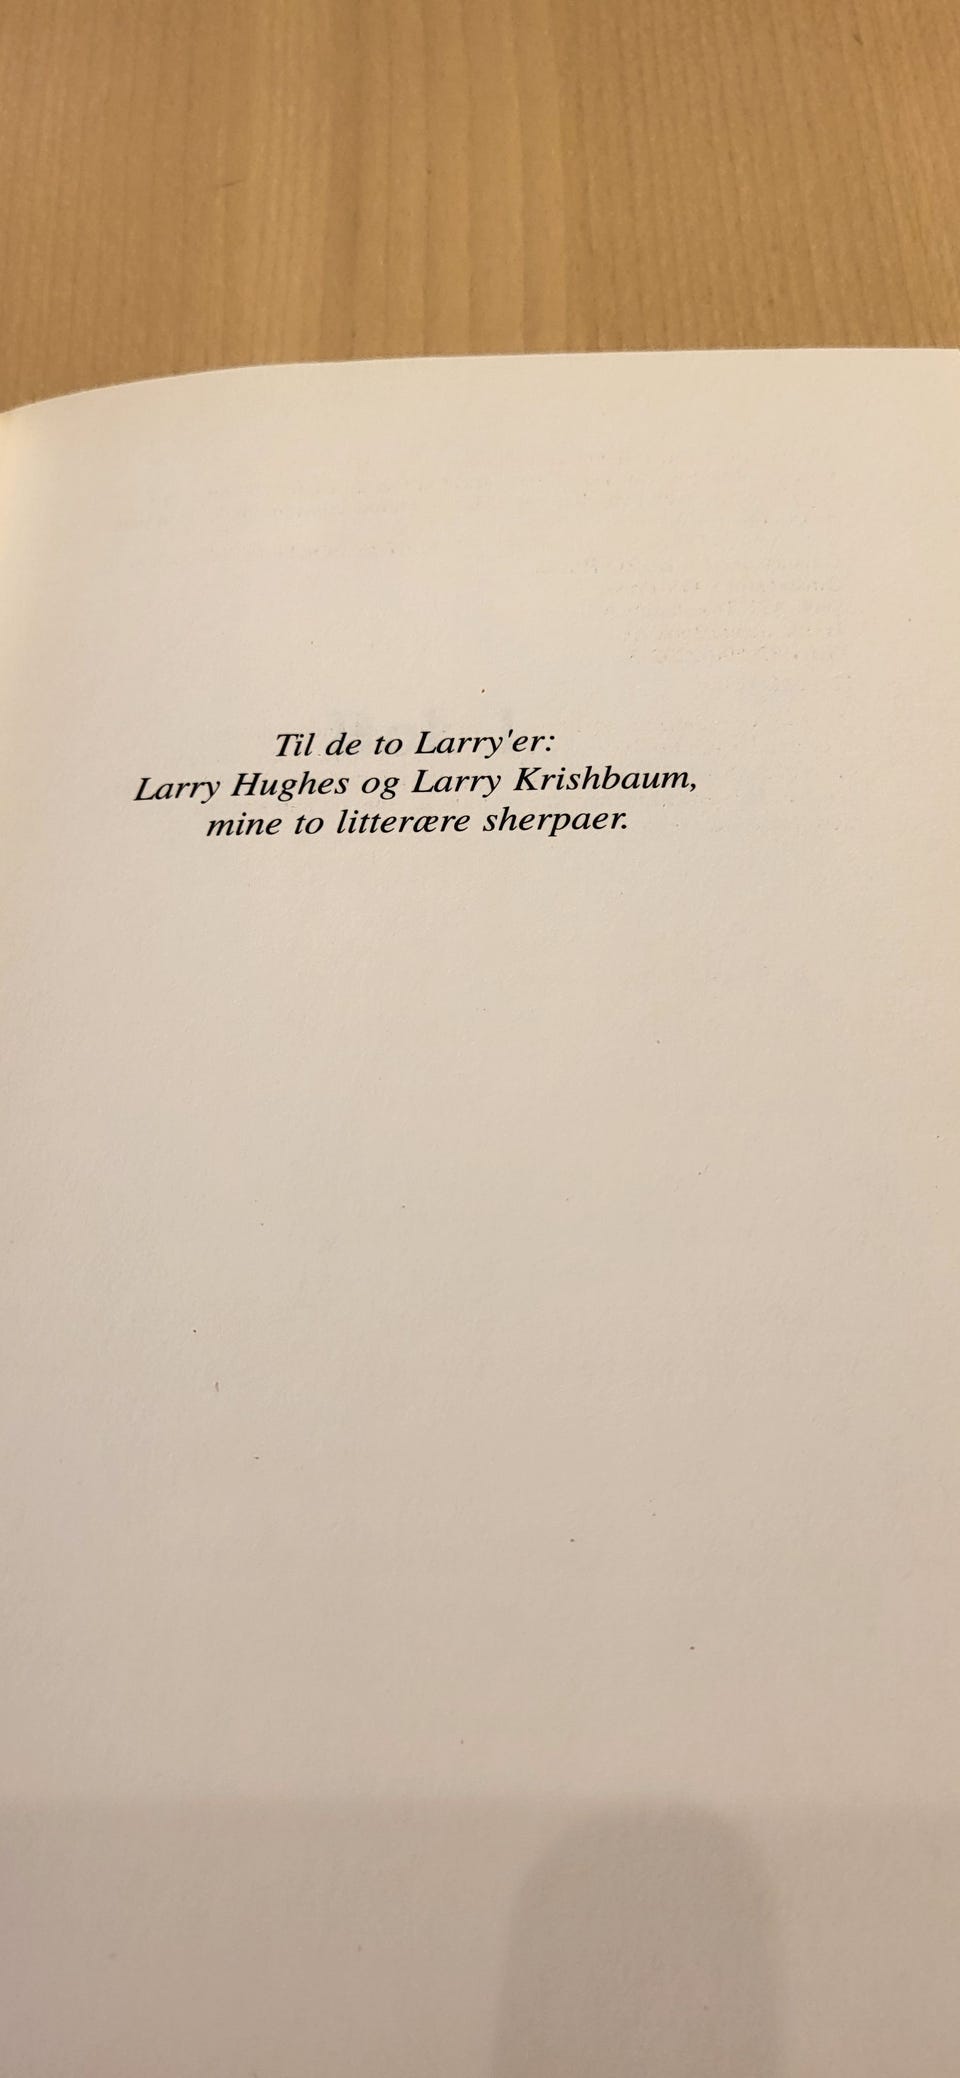 Til de to Larry'er:
Larry Hughes og Larry Krishbaum,
mine to litterære sherpaer.